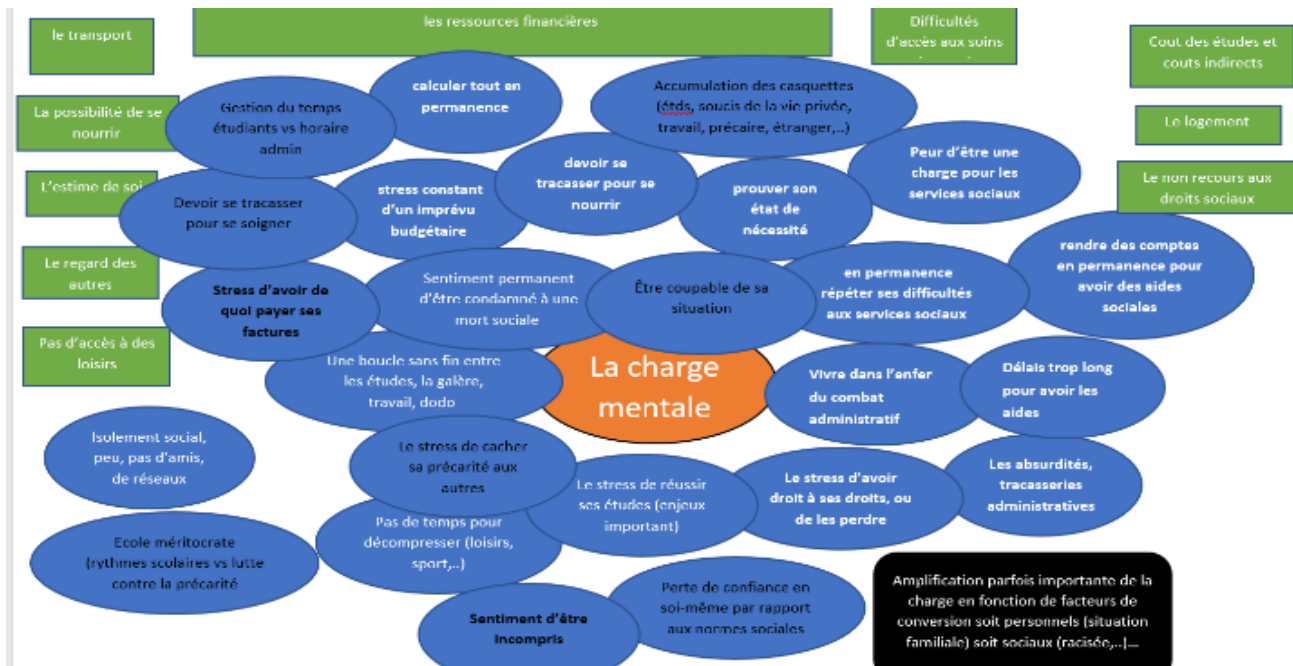 les ressources financières
le transport
Difficultés
d'accès aux soins
Cout des études et
couts indirects
calculer tout en
permanence
Accumulation des casquettes
(étds, soucis de la vie privée,
travail, précaire, étranger,..)
La possibilité de se
nourrir
Gestion du temps
étudiants vs horaire
admin
Le logement
devoir se
tracasser pour se
nourrir
Peur d'être une
charge pour les
services sociaux
L'estime de soi
stress constant
d'un imprévu
budgétaire
prouver son
état de
nécessité
Le non recours aux
droits sociaux
Devoir se tracasser
pour se soigner
rendre des comptes
en permanence pour
avoir des aides
sociales
Le regard des
autres
Stress d'avoir de
quoi payer ses
factures
Sentiment permanent
d'être condamné à une
mort sociale
Être coupable de sa
situation
en permanence
répéter ses difficultés
aux services sociaux
Pas d'accès à des
loisirs
Une boucle sans fin entre
les études, la galère,
travail, dodo
La charge
mentale
Vivre dans l'enfer
du combat
administratif
Délais trop long
pour avoir les
aides
Isolement social,
peu, pas d'amis,
de réseaux
Le stress de cacher
sa précarité aux
autres
Le stress de réussir
ses études (enjeux
important)
Le stress d'avoir
droit à ses droits, ou
de les perdre
Les absurdités,
tracasseries
administratives
Ecole méritocrate
(rythmes scolaires vs lutte
contre la précarité
Pas de temps pour
décompresser (loisirs,
sport,..)
Sentiment d'être
incompris
Perte de confiance en
soi-même par rapport
aux normes sociales
Amplification parfois importante de la
charge en fonction de facteurs de
conversion soit personnels (situation
familiale) soit sociaux (racisée,..)...